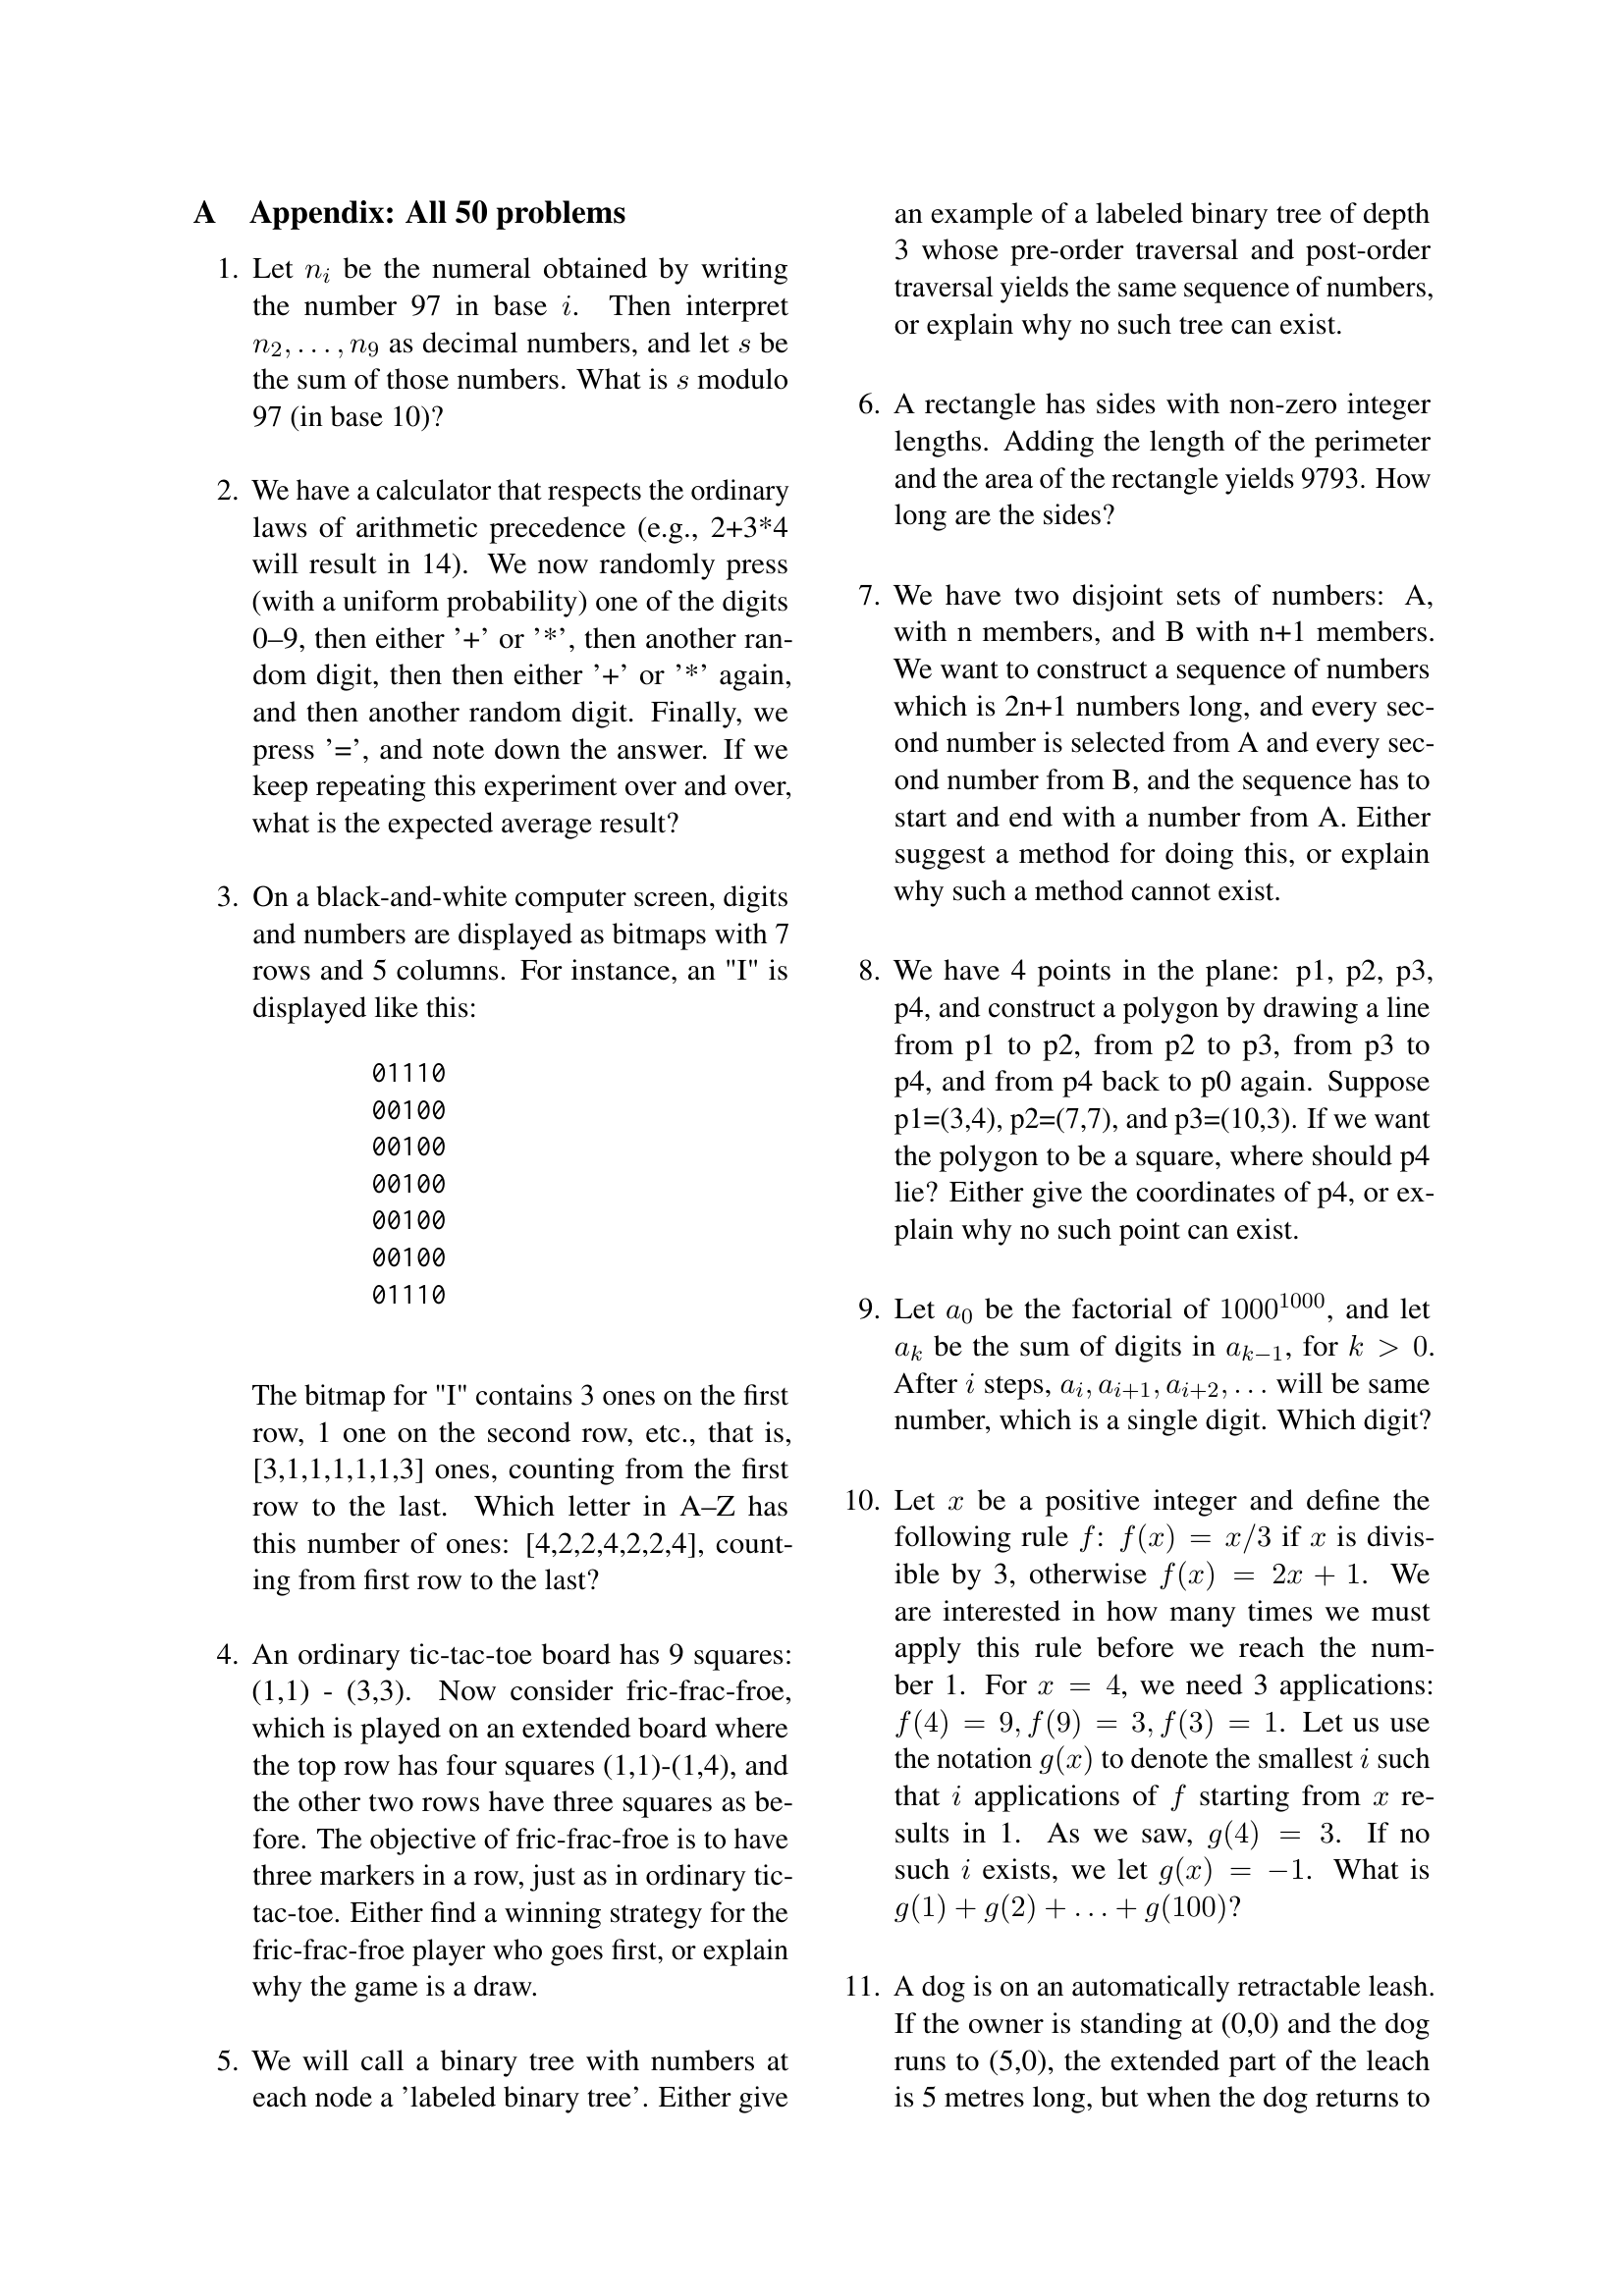 A Appendix: All 50 problems
1. Let n_i be the numeral obtained by writing
the number 97 in base i. Then interpret
n_2, . . . , n_9 as decimal numbers, and let s be
the sum of those numbers. What is s modulo
97 (in base 10)?
2. We have a calculator that respects the ordinary
laws of arithmetic precedence (e.g., 2+3*4
will result in 14). We now randomly press
(with a uniform probability) one of the digits
0–9, then either ’+’ or ’*’, then another ran-
dom digit, then then either ’+’ or ’*’ again,
and then another random digit. Finally, we
press ’=’, and note down the answer. If we
keep repeating this experiment over and over,
what is the expected average result?
3. On a black-and-white computer screen, digits
and numbers are displayed as bitmaps with 7
rows and 5 columns. For instance, an "I" is
displayed like this:
01110
00100
00100
00100
00100
00100
01110
The bitmap for "I" contains 3 ones on the first
row, 1 one on the second row, etc., that is,
[3,1,1,1,1,1,3] ones, counting from the first
row to the last. Which letter in A–Z has
this number of ones: [4,2,2,4,2,2,4], count-
ing from first row to the last?
4. An ordinary tic-tac-toe board has 9 squares:
(1,1) - (3,3). Now consider fric-frac-froe,
which is played on an extended board where
the top row has four squares (1,1)-(1,4), and
the other two rows have three squares as be-
fore. The objective of fric-frac-froe is to have
three markers in a row, just as in ordinary tic-
tac-toe. Either find a winning strategy for the
fric-frac-froe player who goes first, or explain
why the game is a draw.
5. We will call a binary tree with numbers at
each node a ’labeled binary tree’. Either give
an example of a labeled binary tree of depth
3 whose pre-order traversal and post-order
traversal yields the same sequence of numbers,
or explain why no such tree can exist.
6. A rectangle has sides with non-zero integer
lengths. Adding the length of the perimeter
and the area of the rectangle yields 9793. How
long are the sides?
7. We have two disjoint sets of numbers: A,
with n members, and B with n+1 members.
We want to construct a sequence of numbers
which is 2n+1 numbers long, and every sec-
ond number is selected from A and every sec-
ond number from B, and the sequence has to
start and end with a number from A. Either
suggest a method for doing this, or explain
why such a method cannot exist.
8. We have 4 points in the plane: p1, p2, p3,
p4, and construct a polygon by drawing a line
from p1 to p2, from p2 to p3, from p3 to
p4, and from p4 back to p0 again. Suppose
p1=(3,4), p2=(7,7), and p3=(10,3). If we want
the polygon to be a square, where should p4
lie? Either give the coordinates of p4, or ex-
plain why no such point can exist.
9. Let a_0 be the factorial of 1000^1000, and let
a_k be the sum of digits in a_{k−1}, for k > 0.
After i steps, a_i, a_{i+1}, a_{i+2}, . . . will be same
number, which is a single digit. Which digit?
10. Let x be a positive integer and define the
following rule f: f(x) = x/3 if x is divis-
ible by 3, otherwise f(x) = 2x + 1. We
are interested in how many times we must
apply this rule before we reach the num-
ber 1. For x = 4, we need 3 applications:
f(4) = 9, f(9) = 3, f(3) = 1. Let us use
the notation g(x) to denote the smallest i such
that i applications of f starting from x re-
sults in 1. As we saw, g(4) = 3. If no
such i exists, we let g(x) = −1. What is
g(1) + g(2) + . . . + g(100)?
11. A dog is on an automatically retractable leash.
If the owner is standing at (0,0) and the dog
runs to (5,0), the extended part of the leach
is 5 metres long, but when the dog returns to